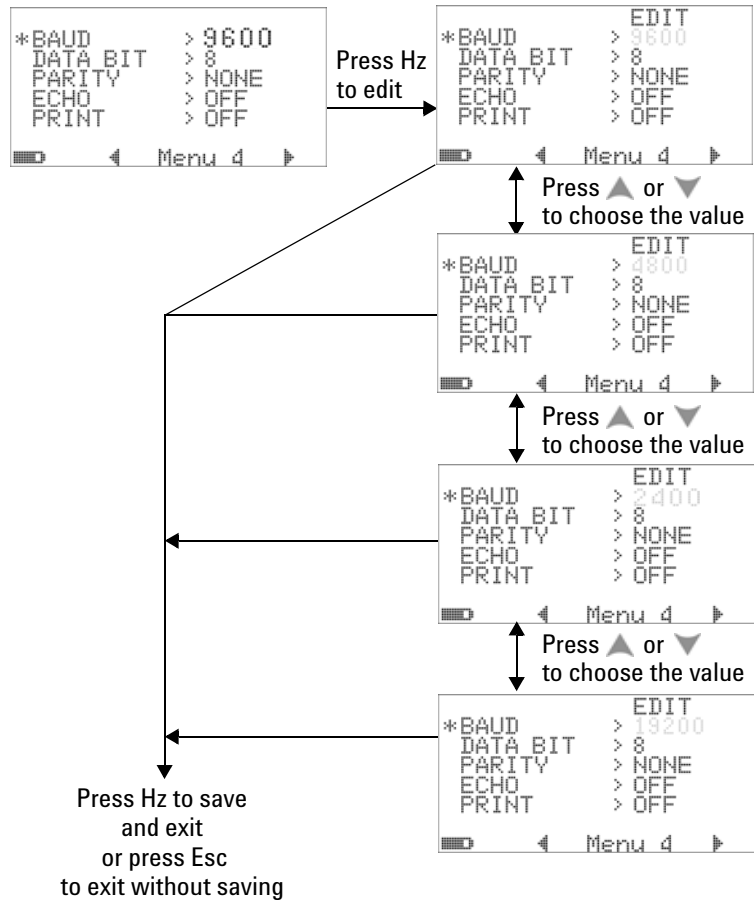 *BAUD > 9600
DATA BIT > 8
PARITY > NONE
ECHO > OFF
PRINT > OFF
Menu 4
Press Hz
to edit
EDIT
*BAUD > 9600
DATA BIT > 8
PARITY > NONE
ECHO > OFF
PRINT > OFF
Menu 4
Press ▲ or ▼
to choose the value
EDIT
*BAUD > 4800
DATA BIT > 8
PARITY > NONE
ECHO > OFF
PRINT > OFF
Menu 4
Press ▲ or ▼
to choose the value
EDIT
*BAUD > 2400
DATA BIT > 8
PARITY > NONE
ECHO > OFF
PRINT > OFF
Menu 4
Press ▲ or ▼
to choose the value
EDIT
*BAUD > 19200
DATA BIT > 8
PARITY > NONE
ECHO > OFF
PRINT > OFF
Menu 4
Press Hz to save
and exit
or press Esc
to exit without saving